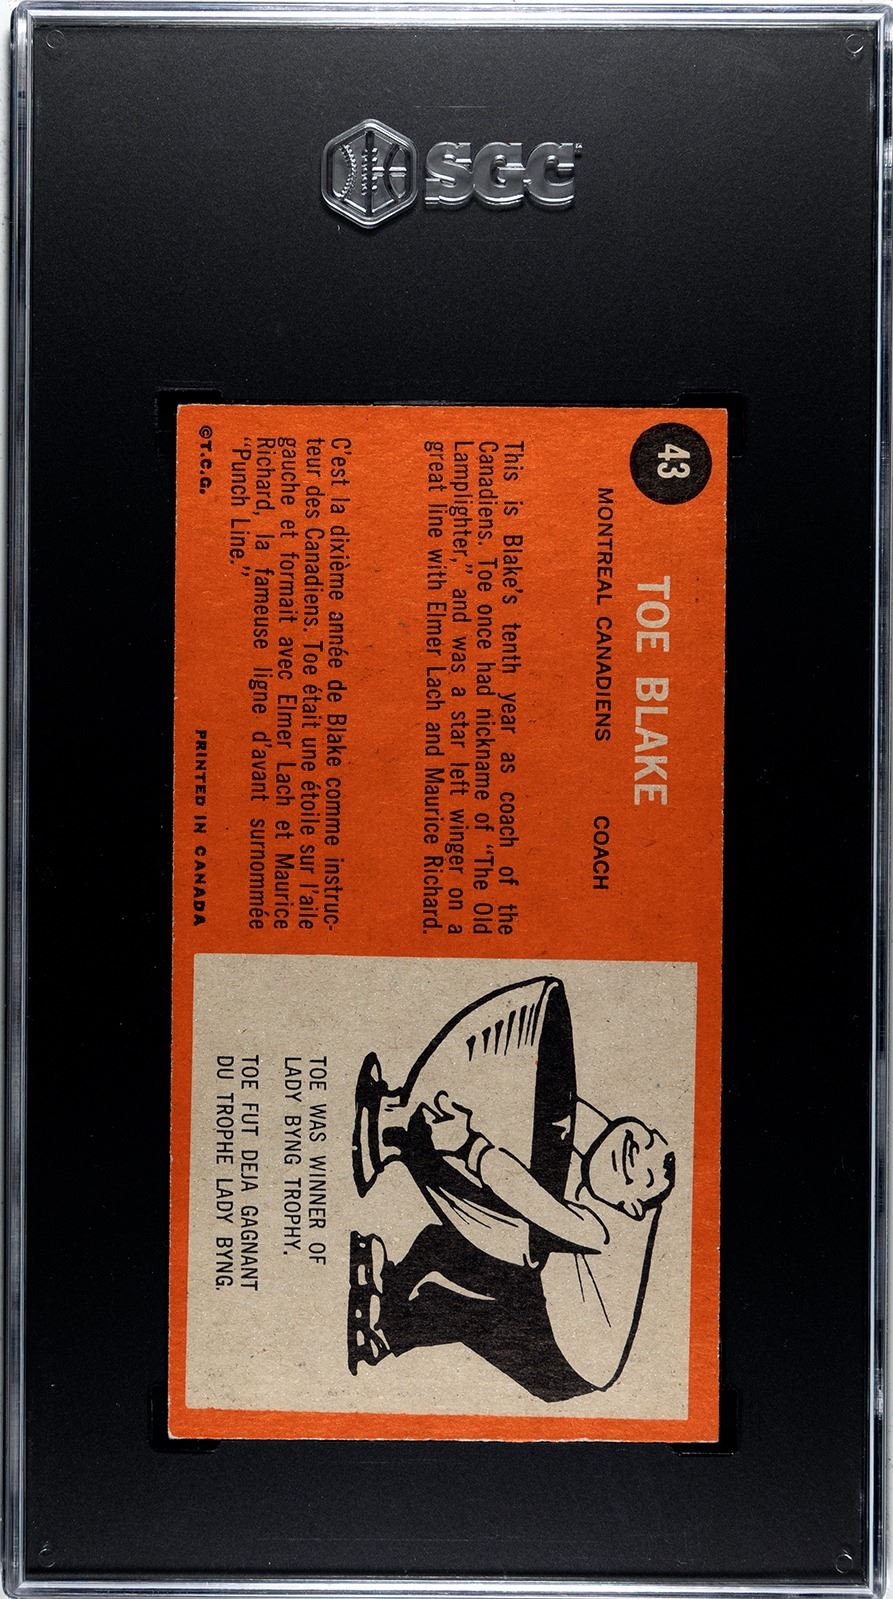 SGC
43
TOE BLAKE
MONTREAL CANADIENS COACH
This is Blake's tenth year as coach of the
Canadiens. Toe once had nickname of "The Old
Lamplighter," and was a star left winger on a
great line with Elmer Lach and Maurice Richard.
C'est la dixième année de Blake comme instruc-
teur des Canadiens. Toe était une étoile sur l'aile
gauche et formait avec Elmer Lach et Maurice
Richard, la fameuse ligne d'avant surnommée
"Punch Line."
©T.C.G. PRINTED IN CANADA
TOE WAS WINNER OF
LADY BYNG TROPHY.
TOE FUT DEJA GAGNANT
DU TROPHE LADY BYNG.